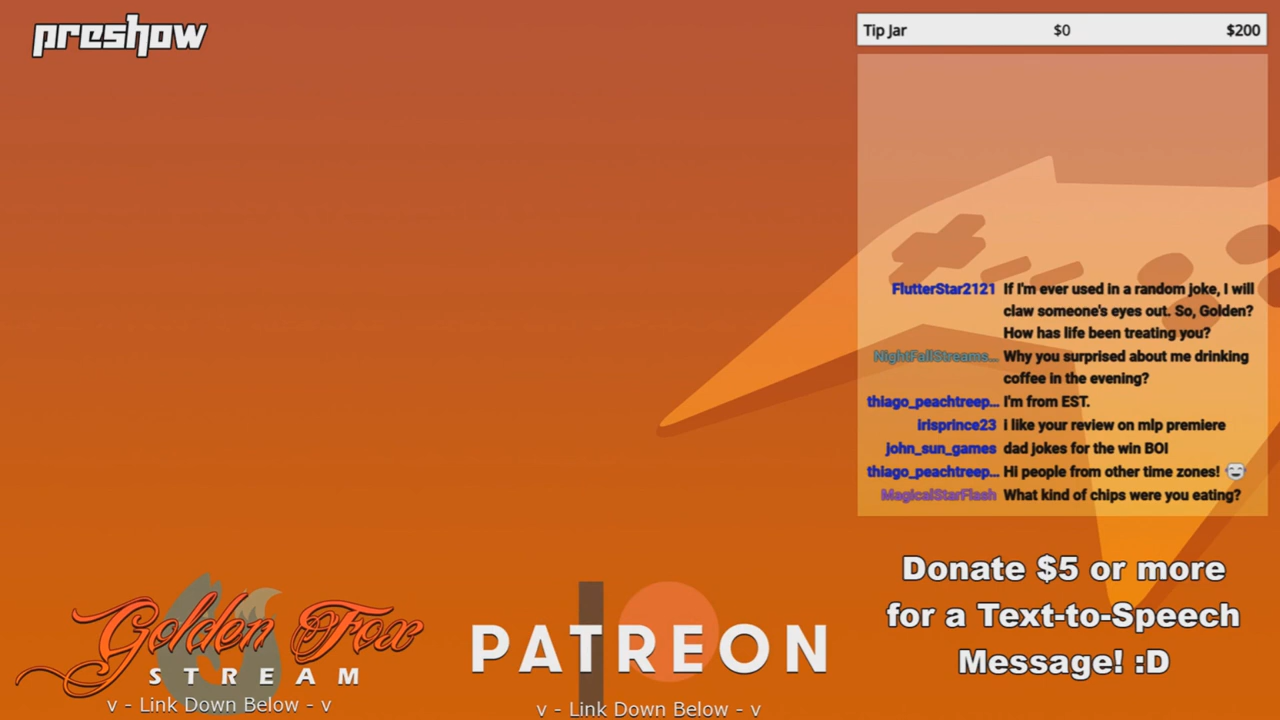 preshow
Tip Jar $0 $200
FlutterStar2121 If I'm ever used in a random joke, I will
claw someone's eyes out. So, Golden?
How has life been treating you?
NightFallStreams... Why you surprised about me drinking
coffee in the evening?
thiago_peachtreep... I'm from EST.
irisprince23 i like your review on mlp premiere
john_sun_games dad jokes for the win BOI
thiago_peachtreep... Hi people from other time zones!
MagicalStarFlash What kind of chips were you eating?
Donate $5 or more
for a Text-to-Speech
Message! :D
Golden Fox
STREAM
v - Link Down Below - v
PATREON
v - Link Down Below - v